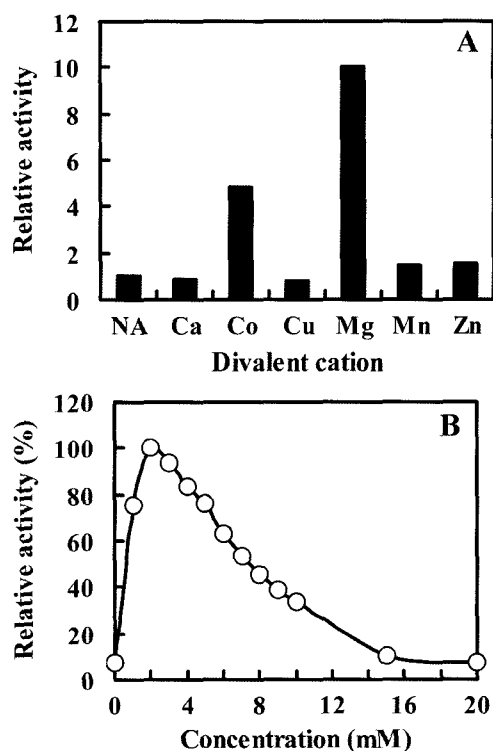 A
12
10
8
6
4
2
0
Relative activity
NA Ca Co Cu Mg Mn Zn
Divalent cation
B
120
100
80
60
40
20
0
Relative activity (%)
0 4 8 12 16 20
Concentration (mM)